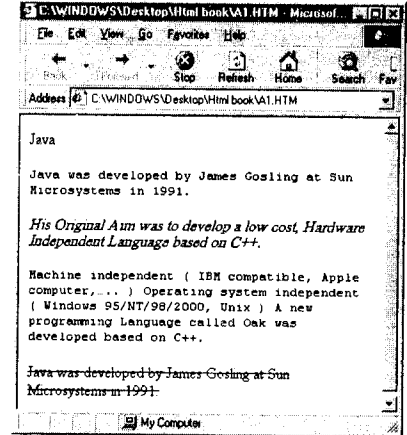 C:\WINDOWS\Desktop\Html book\A1.HTM - Microsof...
File Edit View Go Favorites Help
Back Forward Stop Refresh Home Search Fav
Address C:\WINDOWS\Desktop\Html book\A1.HTM
Java
Java was developed by James Gosling at Sun
Microsystems in 1991.
His Original Aim was to develop a low cost, Hardware
Independent Language based on C++.
Machine independent ( IBM compatible, Apple
computer,... ) Operating system independent
( Windows 95/NT/98/2000, Unix ) A new
programming Language called Oak was
developed based on C++.
Java was developed by James Gosling at Sun
Microsystems in 1991.
My Computer